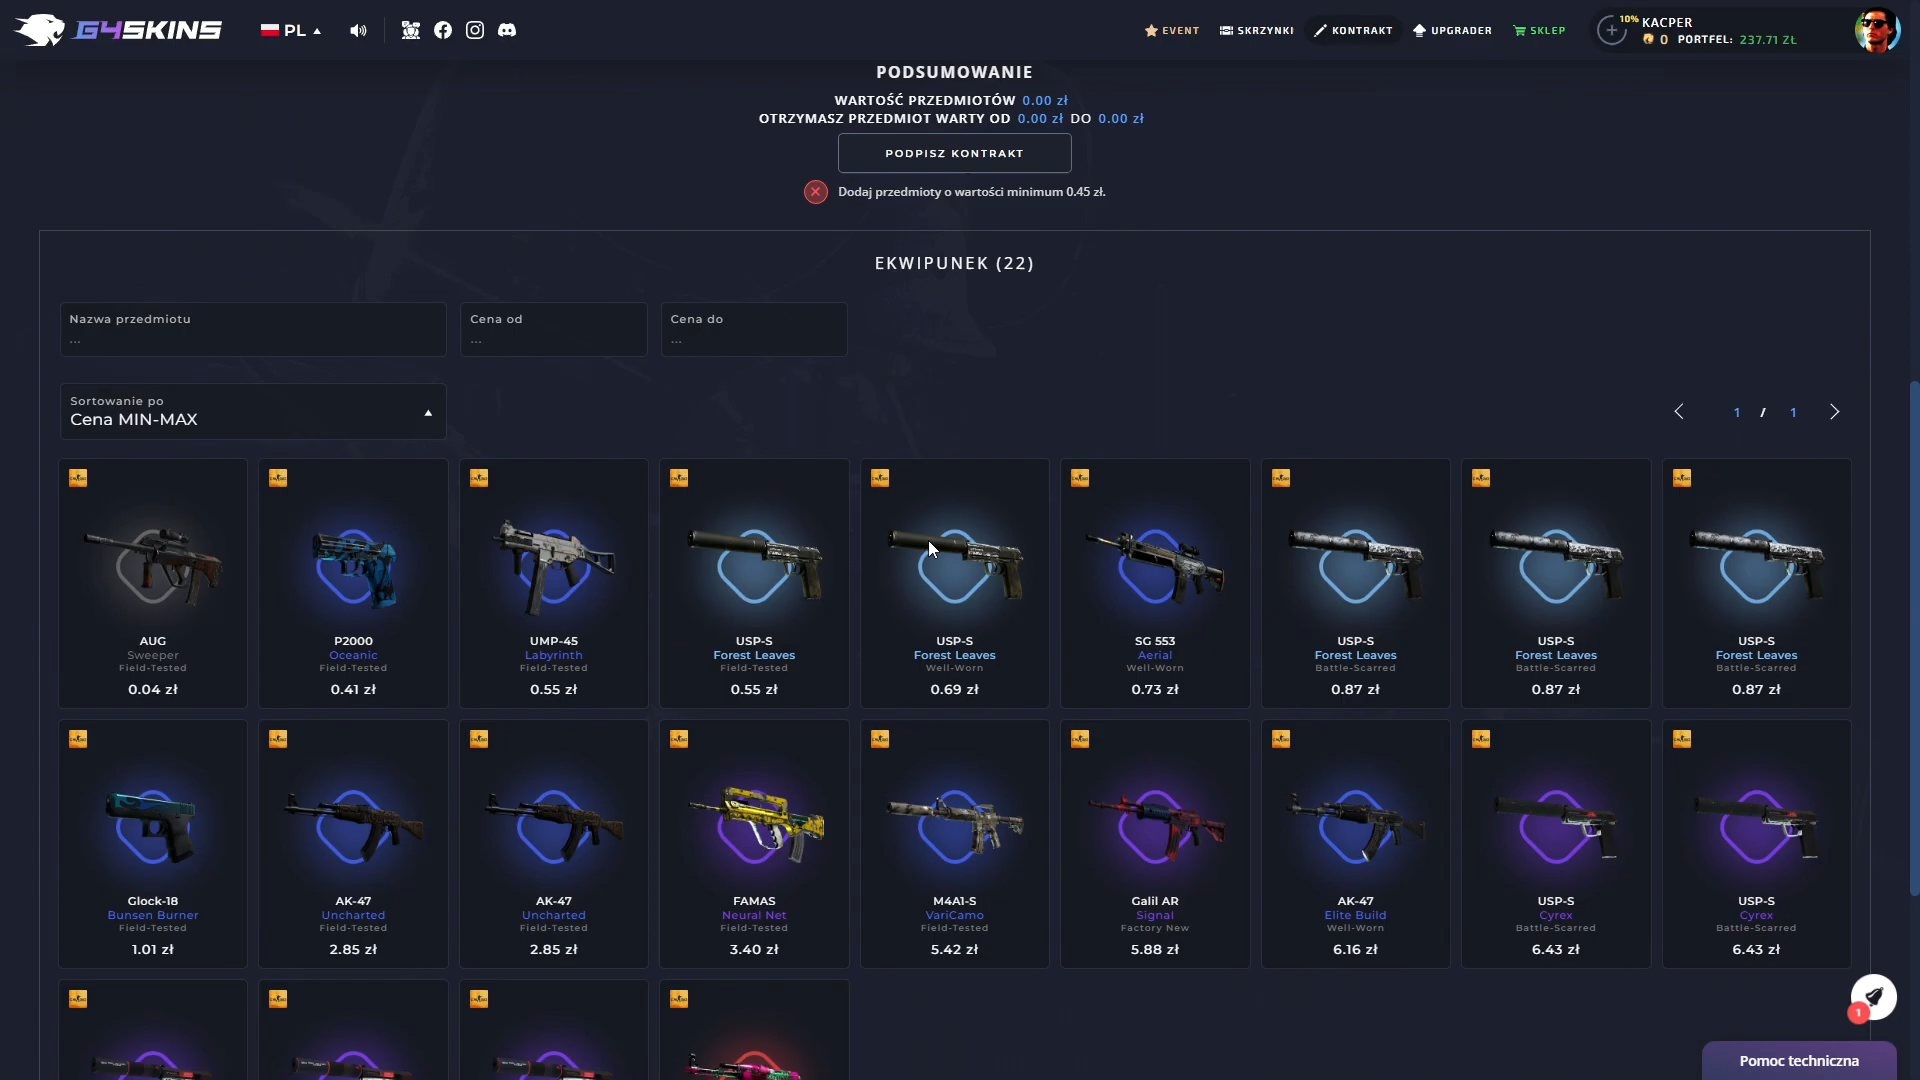 G4SKINS
PL
EVENT
SKRZYNKI
KONTRAKT
UPGRADER
SKLEP
10%
KACPER
0 PORTFEL: 237.71 ZŁ
PODSUMOWANIE
WARTOŚĆ PRZEDMIOTÓW 0.00 zł
OTRZYMASZ PRZEDMIOT WARTY OD 0.00 zł DO 0.00 zł
PODPISZ KONTRAKT
Dodaj przedmioty o wartości minimum 0.45 zł.
EKWIPUNEK (22)
Nazwa przedmiotu
...
Cena od
...
Cena do
...
Sortowanie po
Cena MIN-MAX
1 / 1
AUG
Sweeper
Field-Tested
0.04 zł
P2000
Oceanic
Field-Tested
0.41 zł
UMP-45
Labyrinth
Field-Tested
0.55 zł
USP-S
Forest Leaves
Field-Tested
0.55 zł
USP-S
Forest Leaves
Well-Worn
0.69 zł
SG 553
Aerial
Well-Worn
0.73 zł
USP-S
Forest Leaves
Battle-Scarred
0.87 zł
USP-S
Forest Leaves
Battle-Scarred
0.87 zł
USP-S
Forest Leaves
Battle-Scarred
0.87 zł
Glock-18
Bunsen Burner
Field-Tested
1.01 zł
AK-47
Uncharted
Field-Tested
2.85 zł
AK-47
Uncharted
Field-Tested
2.85 zł
FAMAS
Neural Net
Field-Tested
3.40 zł
M4A1-S
VariCamo
Field-Tested
5.42 zł
Galil AR
Signal
Factory New
5.88 zł
AK-47
Elite Build
Well-Worn
6.16 zł
USP-S
Cyrex
Battle-Scarred
6.43 zł
USP-S
Cyrex
Battle-Scarred
6.43 zł
1
Pomoc techniczna